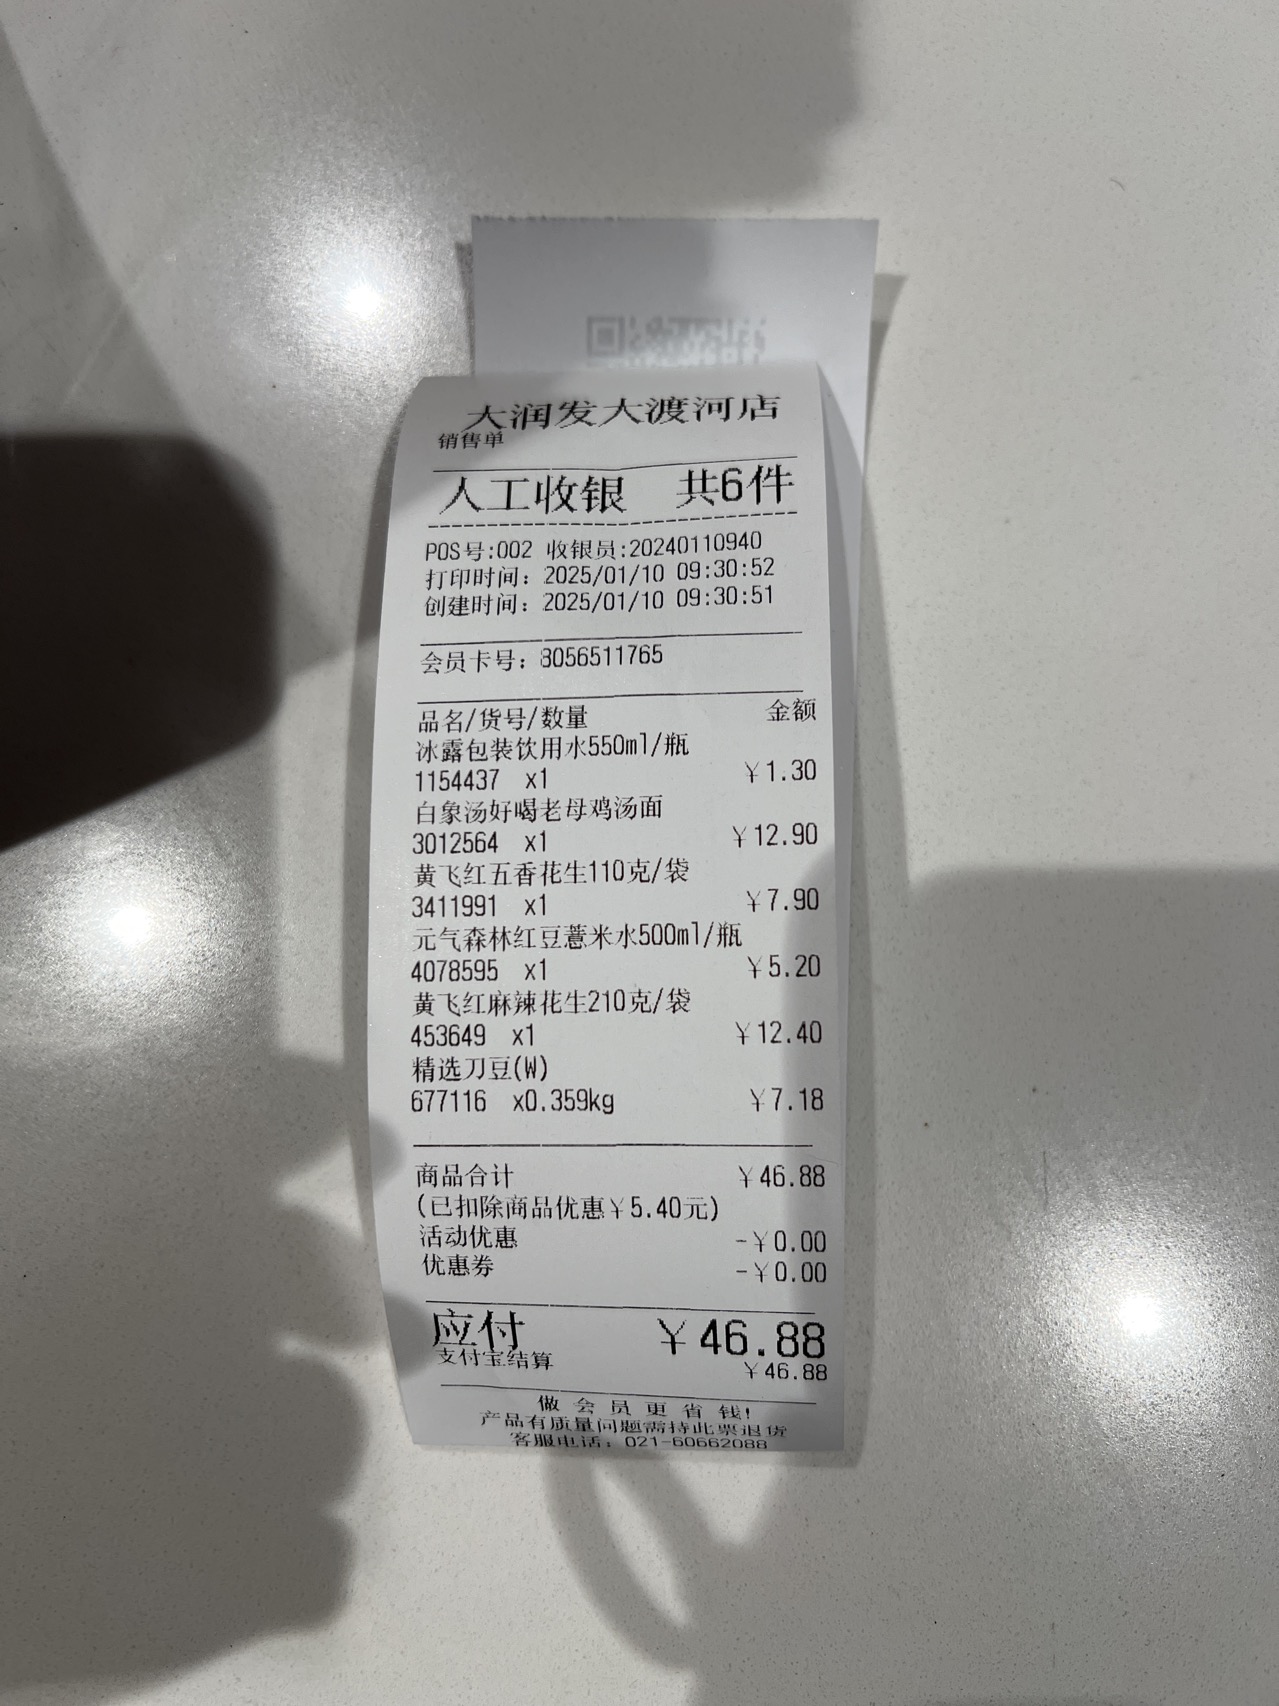 大润发大渡河店
销售单
人工收银 共6件
POS号:002 收银员:20240110940
打印时间: 2025/01/10 09:30:52
创建时间: 2025/01/10 09:30:51
会员卡号: 8056511765
品名/货号/数量 金额
冰露包装饮用水550ml/瓶
1154437 x1 ￥1.30
白象汤好喝老母鸡汤面
3012564 x1 ￥12.90
黄飞红五香花生110克/袋
3411991 x1 ￥7.90
元气森林红豆薏米水500ml/瓶
4078595 x1 ￥5.20
黄飞红麻辣花生210克/袋
453649 x1 ￥12.40
精选刀豆(W)
677116 x0.359kg ￥7.18
商品合计 ￥46.88
(已扣除商品优惠￥5.40元)
活动优惠 -￥0.00
优惠券 -￥0.00
应付 ￥46.88
支付宝结算 ￥46.88
做会员更省钱!
产品有质量问题需持此票退货
客服电话: 021-60662088